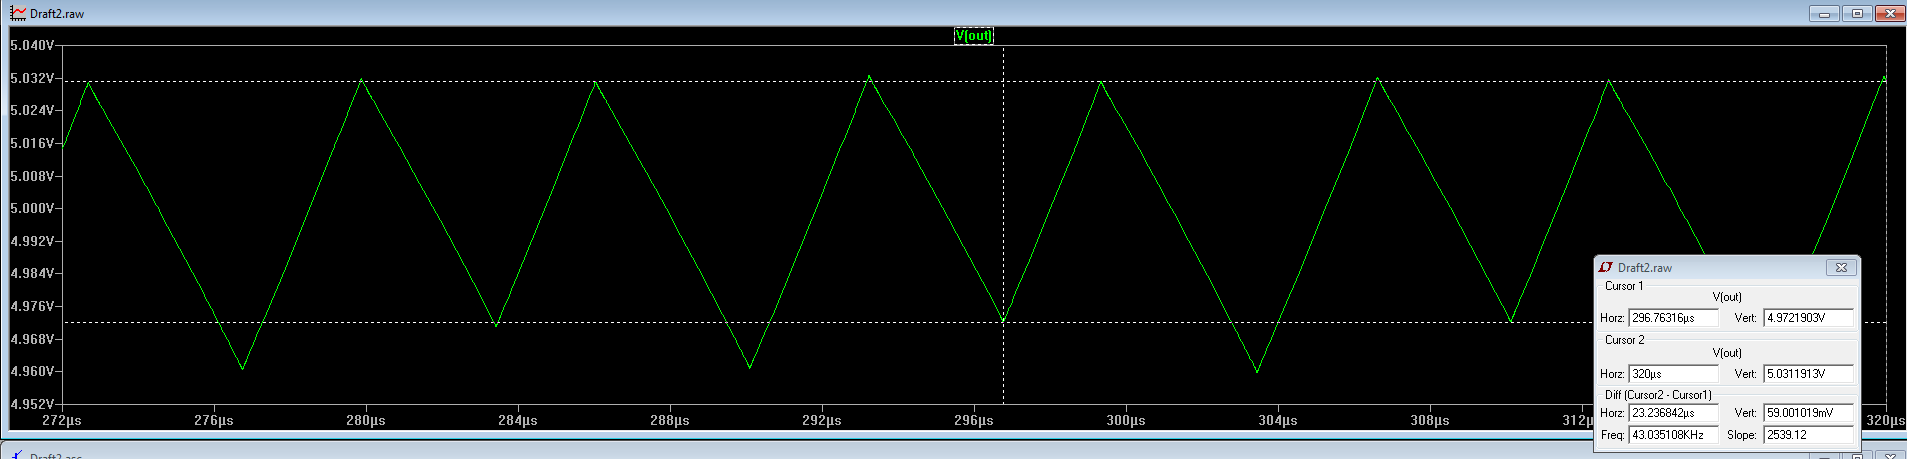 Draft2.raw
V(out)
5.040V
5.032V
5.024V
5.016V
5.008V
5.000V
4.992V
4.984V
4.976V
4.968V
4.960V
4.952V
272µs 276µs 280µs 284µs 288µs 292µs 296µs 300µs 304µs 308µs 312µ 320µs
Draft2.raw
Cursor 1
V(out)
Horz: 296.76316µs Vert: 4.9721903V
Cursor 2
V(out)
Horz: 320µs Vert: 5.0311913V
Diff (Cursor2 - Cursor1)
Horz: 23.236842µs Vert: 59.001019mV
Freq: 43.035108KHz Slope: 2539.12
Draft2.asc